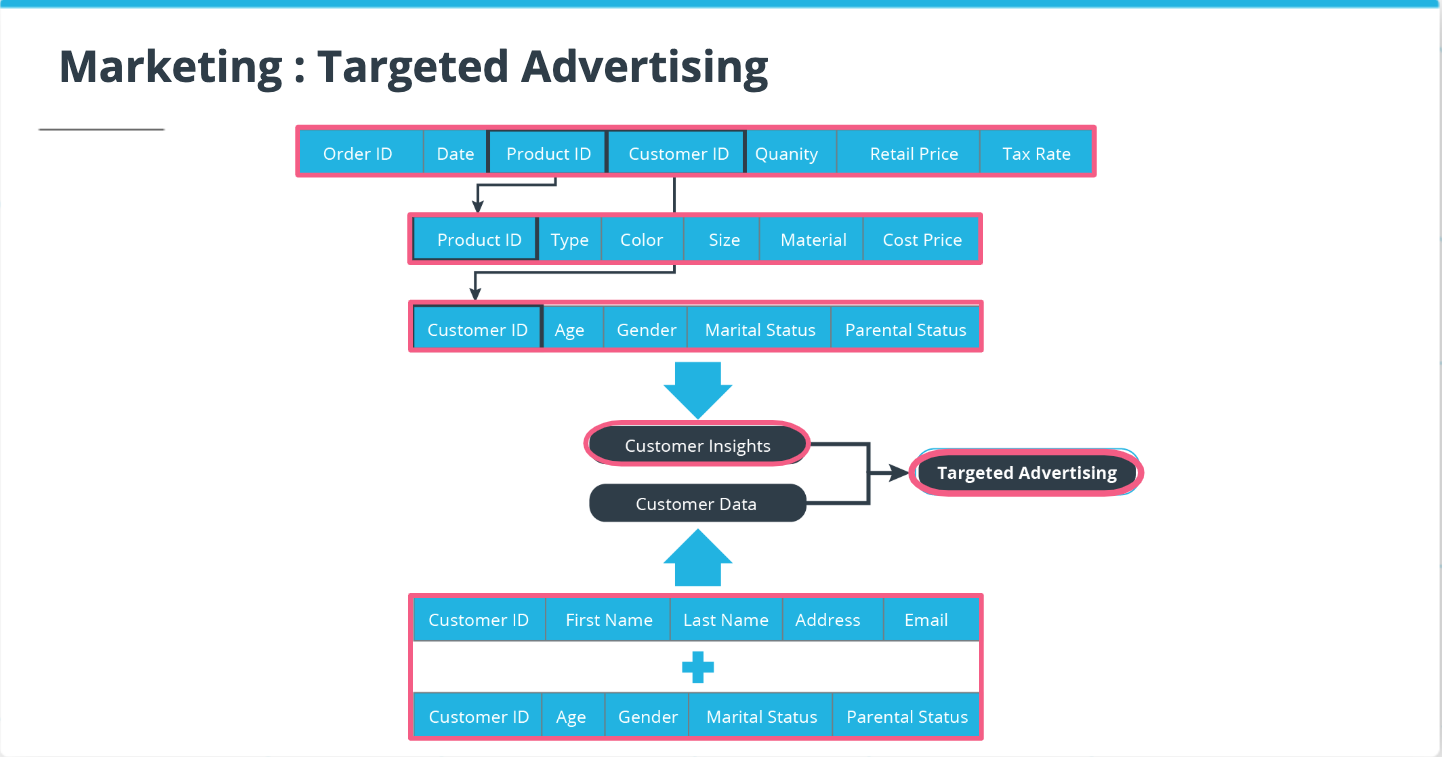 Marketing : Targeted Advertising
Order ID Date Product ID Customer ID Quanity Retail Price Tax Rate
Product ID Type Color Size Material Cost Price
Customer ID Age Gender Marital Status Parental Status
Customer Insights
Targeted Advertising
Customer Data
Customer ID First Name Last Name Address Email
Customer ID Age Gender Marital Status Parental Status